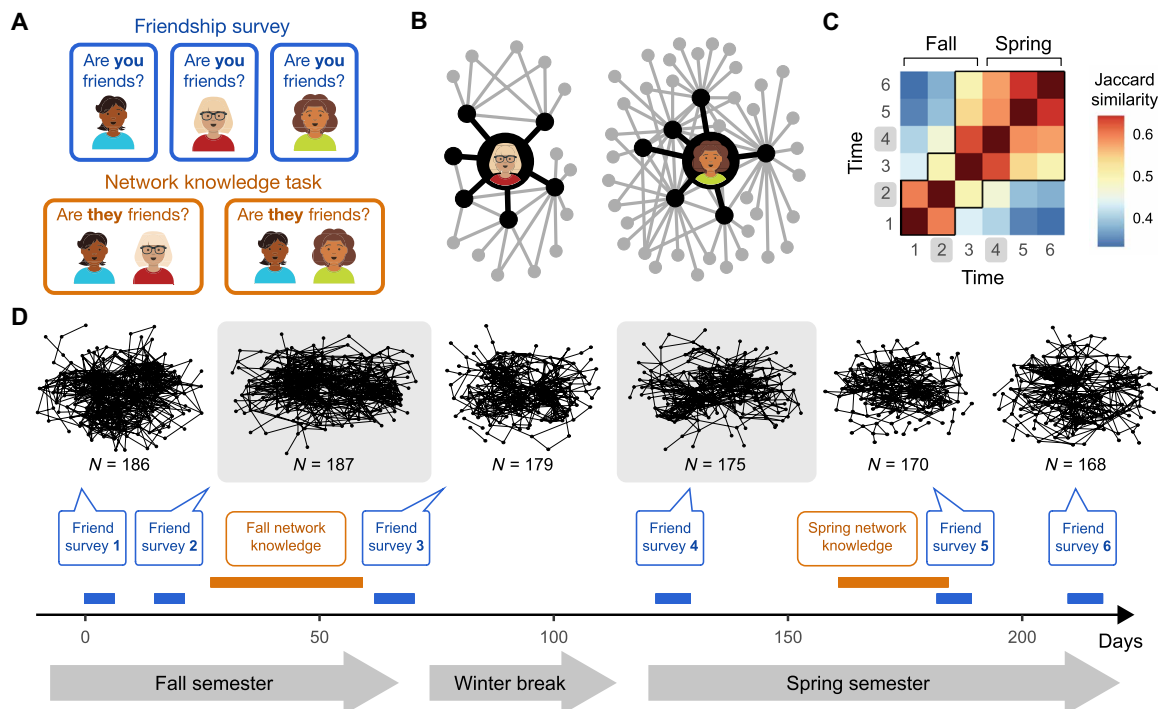 A
Friendship survey
Are you friends?
Are you friends?
Are you friends?
Network knowledge task
Are they friends?
Are they friends?
B
C
Fall
Spring
6
5
4
3
2
1
Time
1 2 3 4 5 6
Time
Jaccard
similarity
0.6
0.5
0.4
D
N = 186
N = 187
N = 179
N = 175
N = 170
N = 168
Friend
survey 1
Friend
survey 2
Fall network
knowledge
Friend
survey 3
Friend
survey 4
Spring network
knowledge
Friend
survey 5
Friend
survey 6
0
50
100
150
200
Days
Fall semester
Winter break
Spring semester